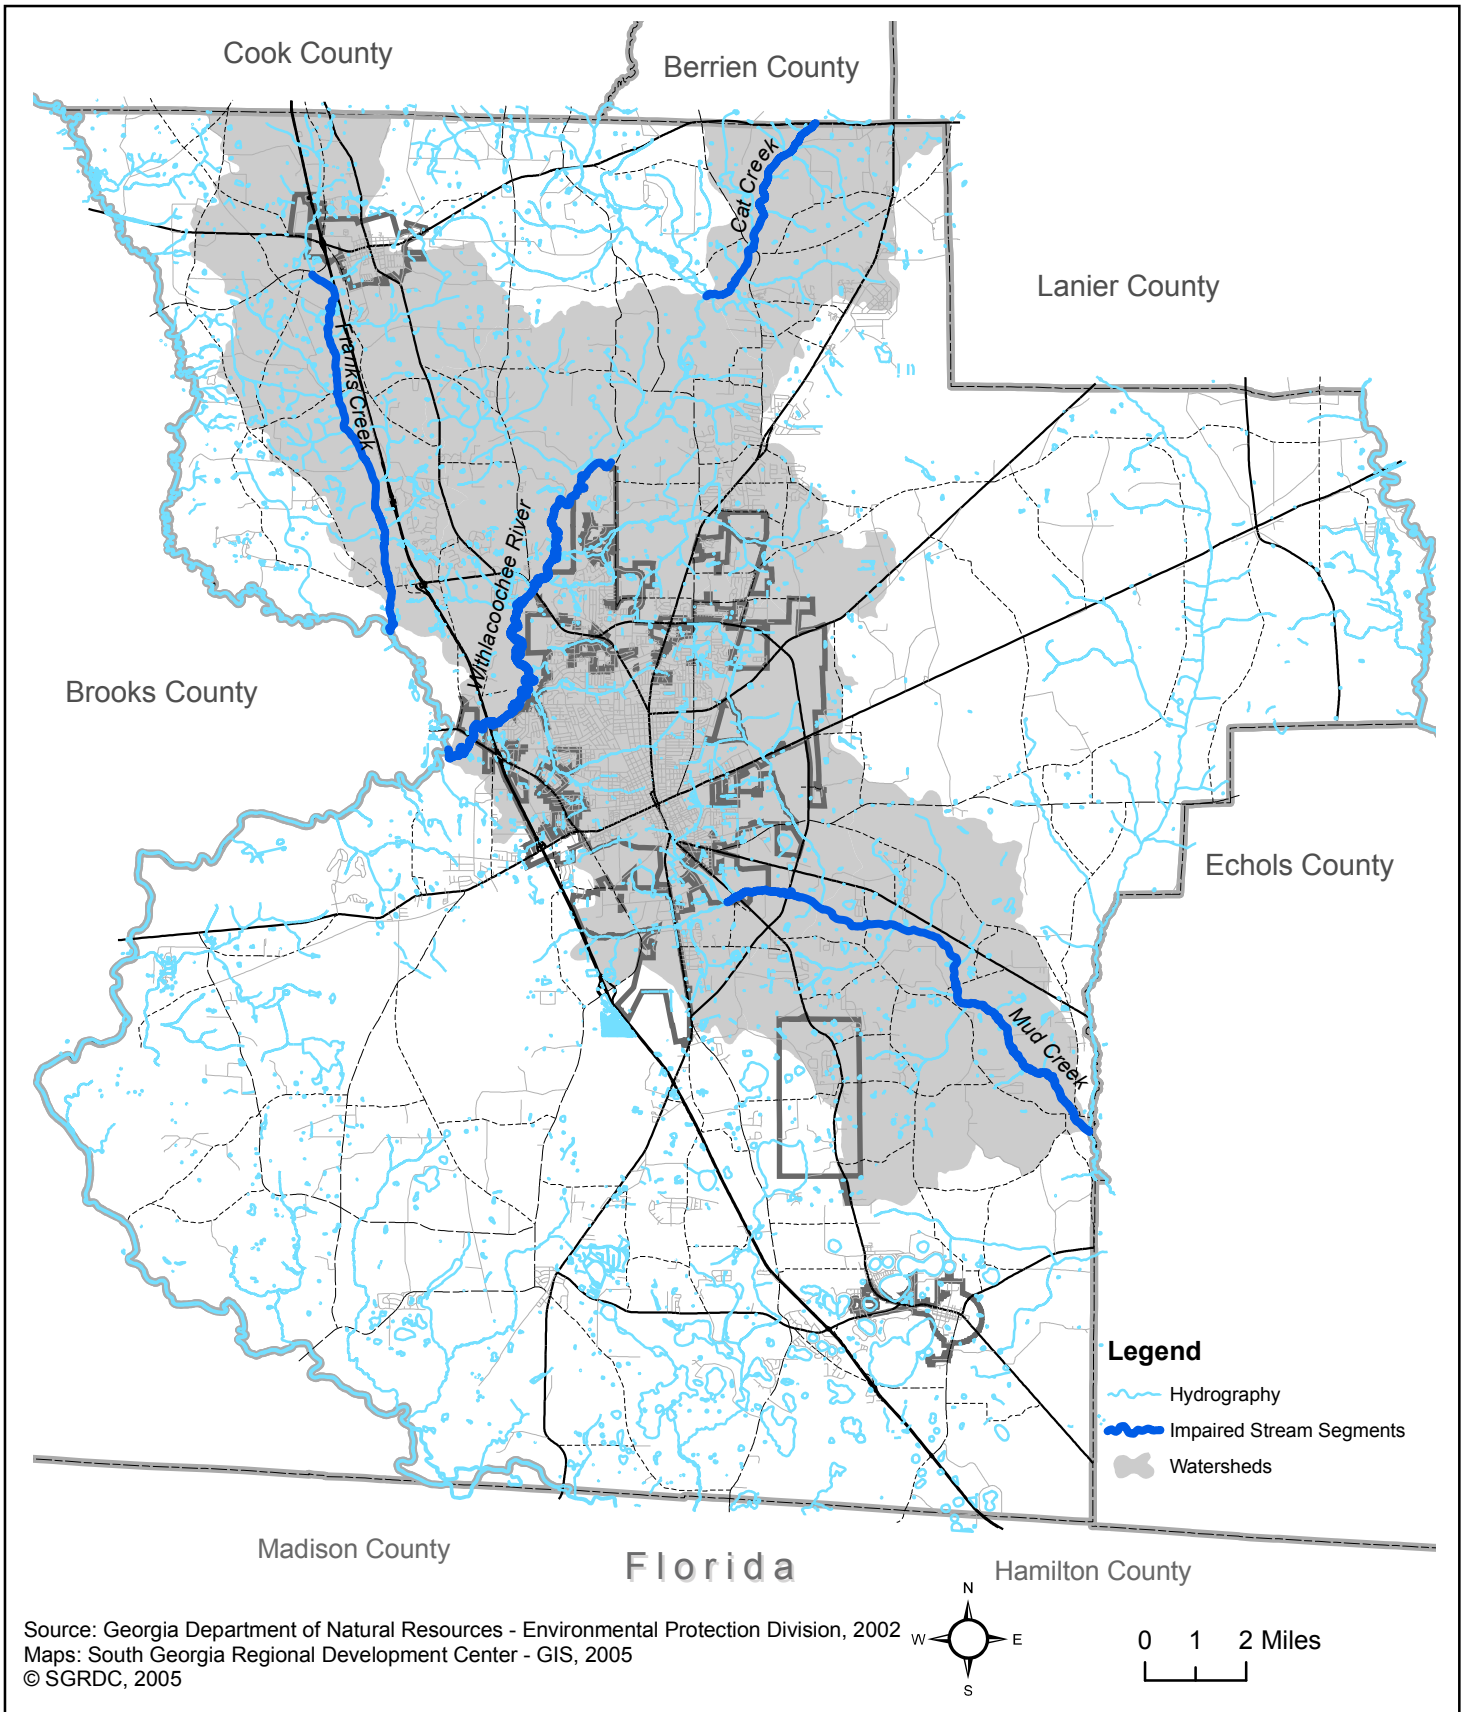 Cook County
Berrien County
Cat Creek
Lanier County
Franks Creek
Withlacoochee River
Brooks County
Echols County
Mud Creek
Legend
Hydrography
Impaired Stream Segments
Watersheds
Madison County
Florida
Hamilton County
N
W
E
S
Source: Georgia Department of Natural Resources - Environmental Protection Division, 2002
Maps: South Georgia Regional Development Center - GIS, 2005
© SGRDC, 2005
0 1 2 Miles